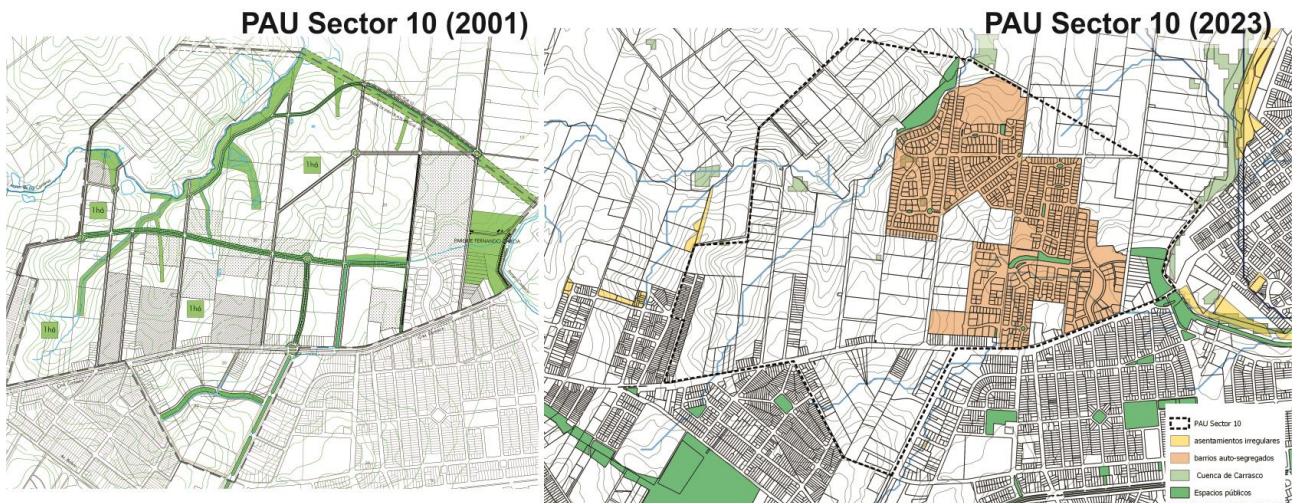 PAU Sector 10 (2001)
PAU Sector 10 (2023)
1há
1há
1há
1há
PARQUE FERNANDO GARCIA
PAU Sector 10
asentamientos irregulares
barrios auto-segregados
Cuenca de Carrasco
Espacios públicos